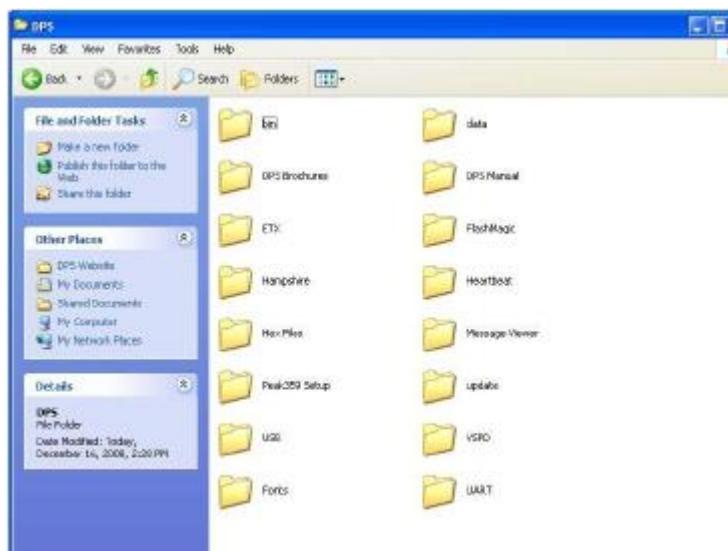 DPS
File Edit View Favorites Tools Help
Back Search Folders
File and Folder Tasks
Make a new folder
Publish this folder to the
Web
Share this folder
Other Places
DPS Website
My Documents
Shared Documents
My Computer
My Network Places
Details
DPS
File Folder
Date Modified: Today,
December 16, 2008, 2:28 PM
bin data
DPS Brochures DPS Manual
ETX FlashMagic
Hampshire Heartbeat
Hex Files Message Viewer
Peak359 Setup update
USB VSPD
Fonts UART